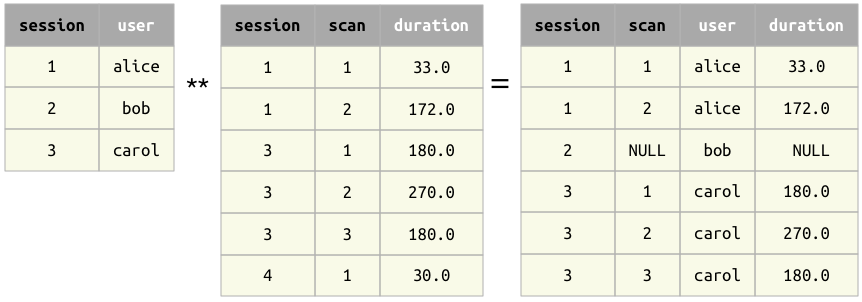 session user
1 alice
2 bob
3 carol
**
session scan duration
1 1 33.0
1 2 172.0
3 1 180.0
3 2 270.0
3 3 180.0
4 1 30.0
=
session scan user duration
1 1 alice 33.0
1 2 alice 172.0
2 NULL bob NULL
3 1 carol 180.0
3 2 carol 270.0
3 3 carol 180.0